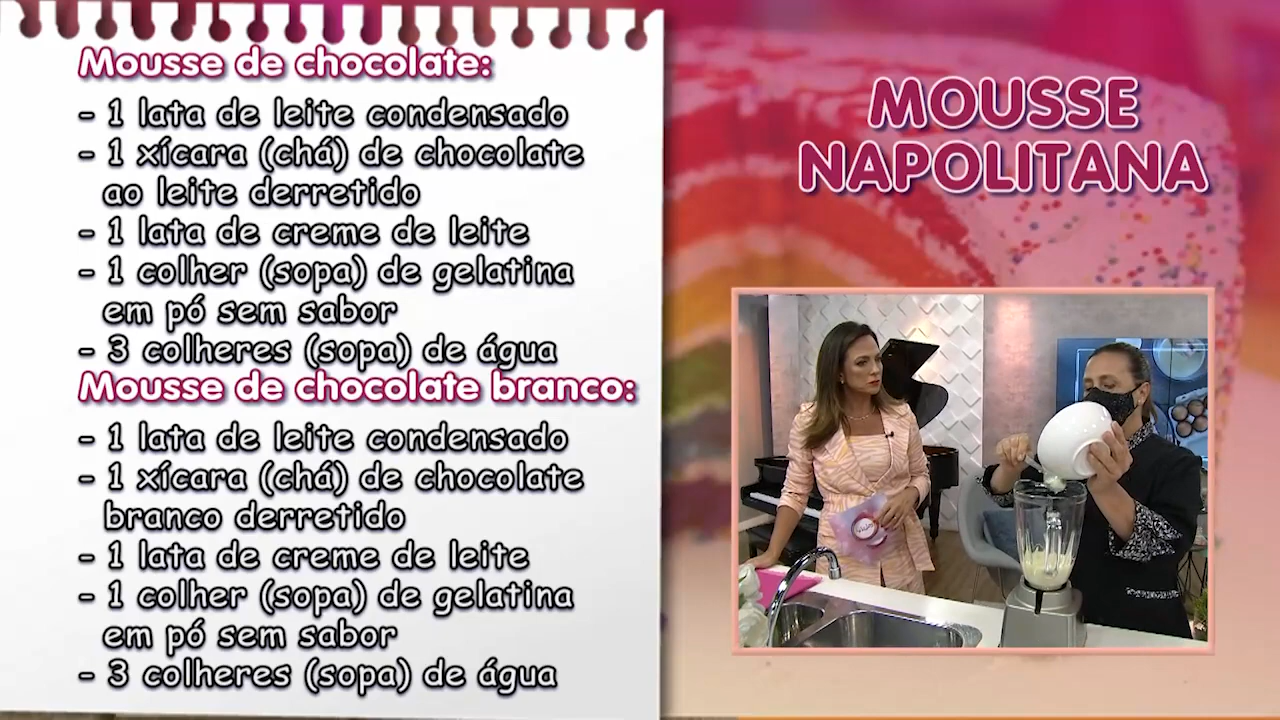 Mousse de chocolate:
- 1 lata de leite condensado
- 1 xícara (chá) de chocolate
ao leite derretido
- 1 lata de creme de leite
- 1 colher (sopa) de gelatina
em pó sem sabor
- 3 colheres (sopa) de água
Mousse de chocolate branco:
- 1 lata de leite condensado
- 1 xícara (chá) de chocolate
branco derretido
- 1 lata de creme de leite
- 1 colher (sopa) de gelatina
em pó sem sabor
- 3 colheres (sopa) de água
MOUSSE
NAPOLITANA